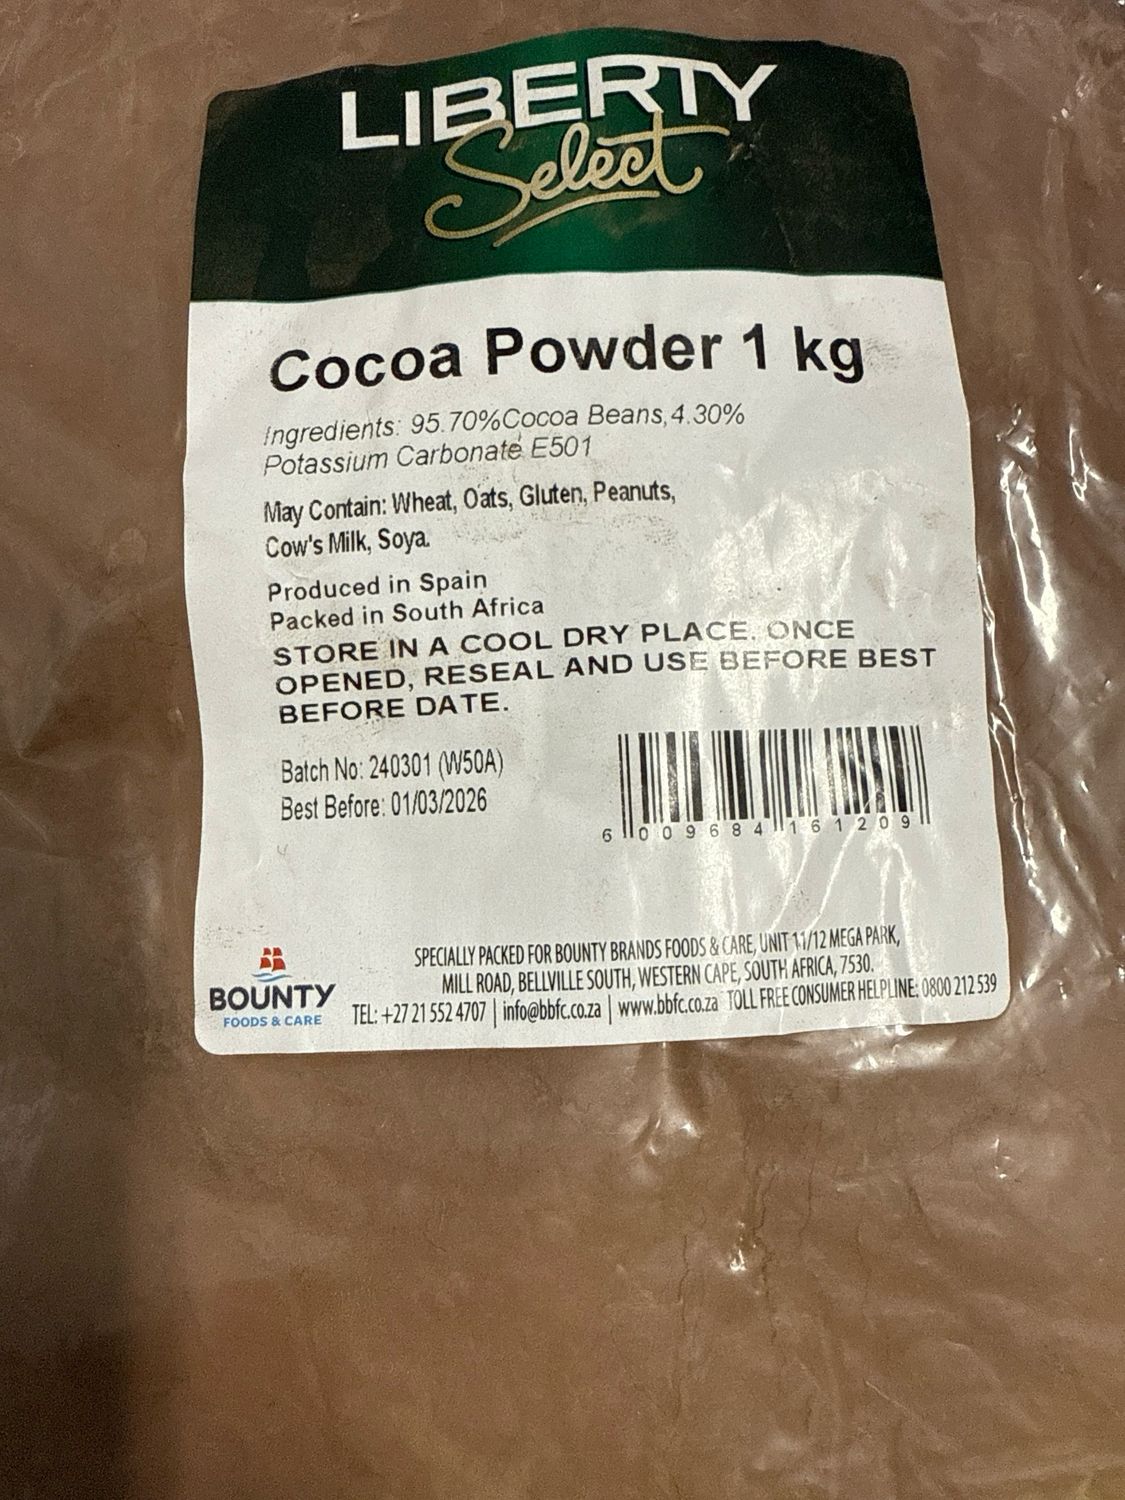 LIBERTY
Select
Cocoa Powder 1 kg
Ingredients: 95.70%Cocoa Beans,4.30%
Potassium Carbonate E501
May Contain: Wheat, Oats, Gluten, Peanuts,
Cow's Milk, Soya.
Produced in Spain
Packed in South Africa
STORE IN A COOL DRY PLACE. ONCE
OPENED, RESEAL AND USE BEFORE BEST
BEFORE DATE.
Batch No: 240301 (W50A)
Best Before: 01/03/2026
6 009684 161209
BOUNTY
FOODS & CARE
SPECIALLY PACKED FOR BOUNTY BRANDS FOODS & CARE, UNIT 11/12 MEGA PARK,
MILL ROAD, BELLVILLE SOUTH, WESTERN CAPE, SOUTH AFRICA, 7530.
TEL: +27 21 552 4707 | info@bbfc.co.za | www.bbfc.co.za TOLL FREE CONSUMER HELPLINE: 0800 212 539